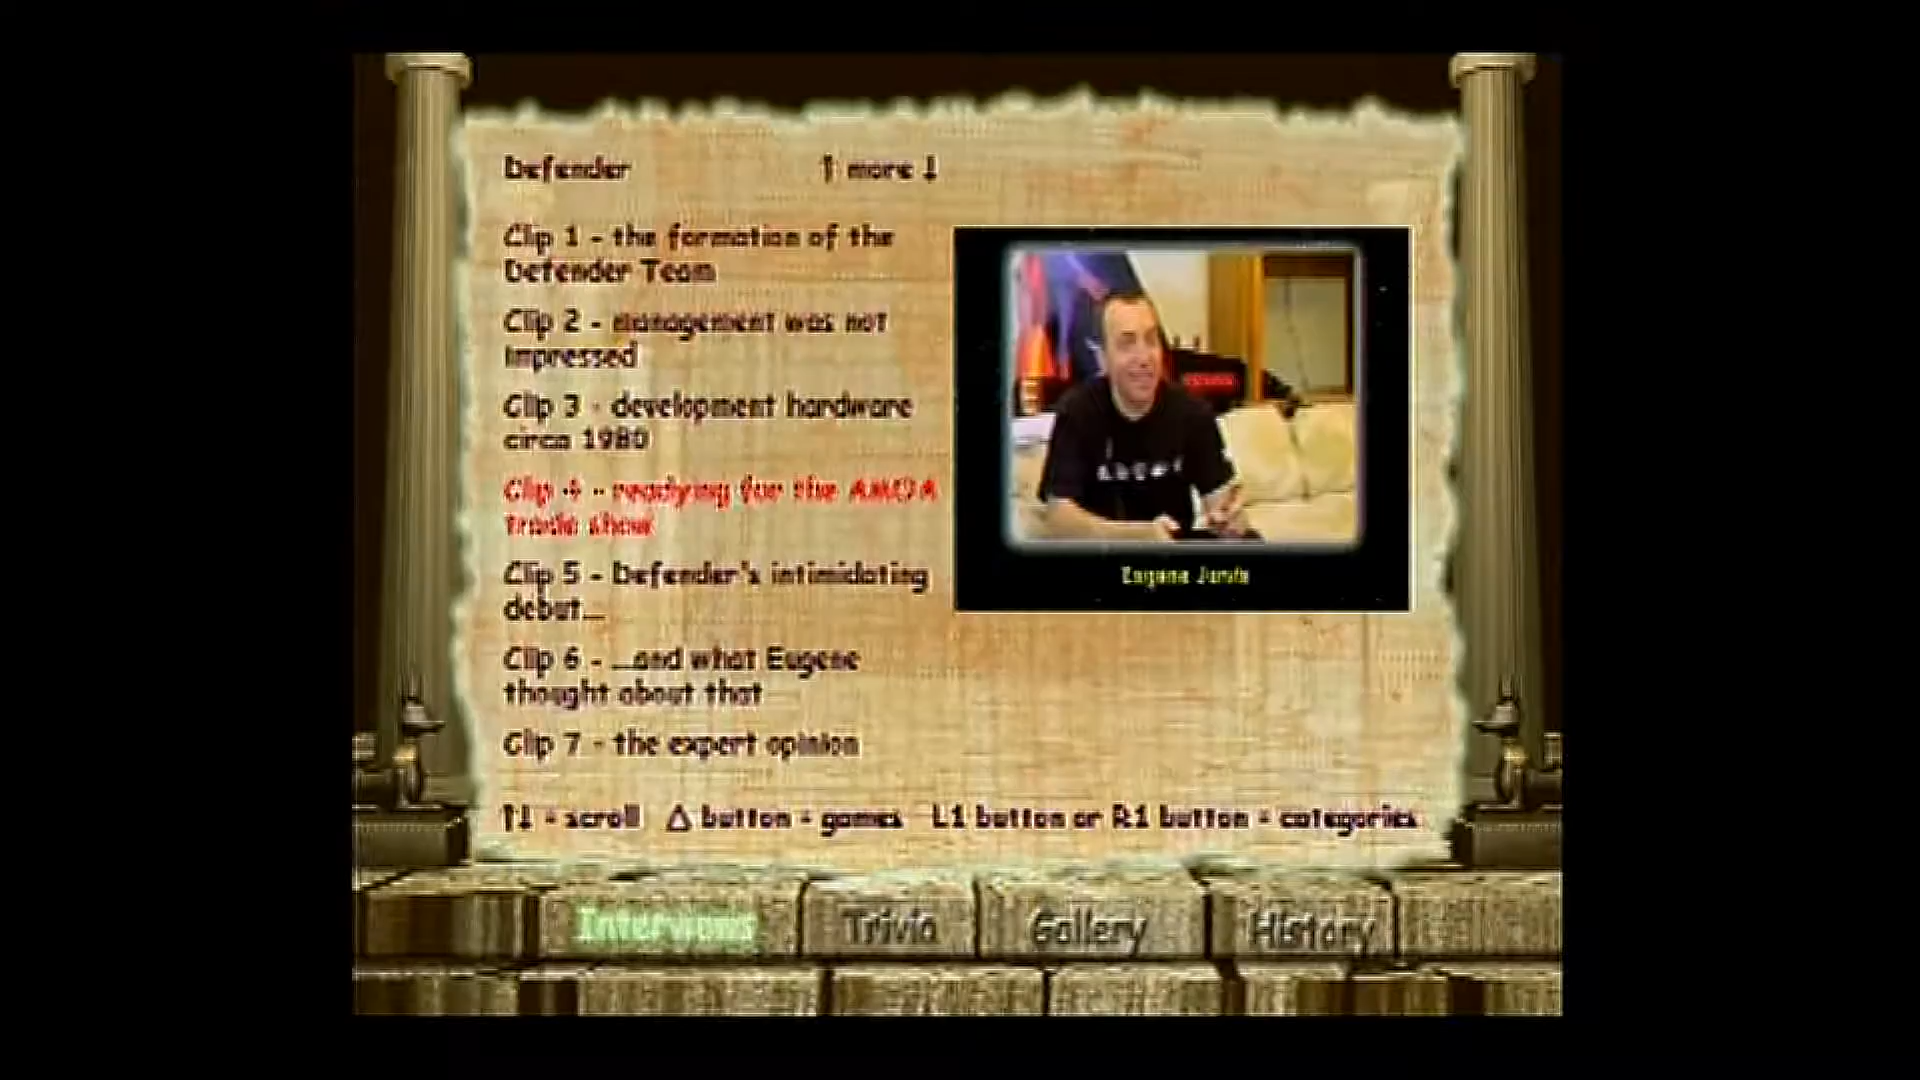 Defender ↑ more ↓
Clip 1 - the formation of the
Defender Team
Clip 2 - management was not
impressed
Clip 3 - development hardware
circa 1980
Clip 4 - readying for the AMOA
trade show
Clip 5 - Defender's intimidating
debut...
Clip 6 - ...and what Eugene
thought about that
Clip 7 - the expert opinion
Eugene Jarvis
↑↓ = scroll △ button = games L1 button or R1 button = categories
Interviews Trivia Gallery History